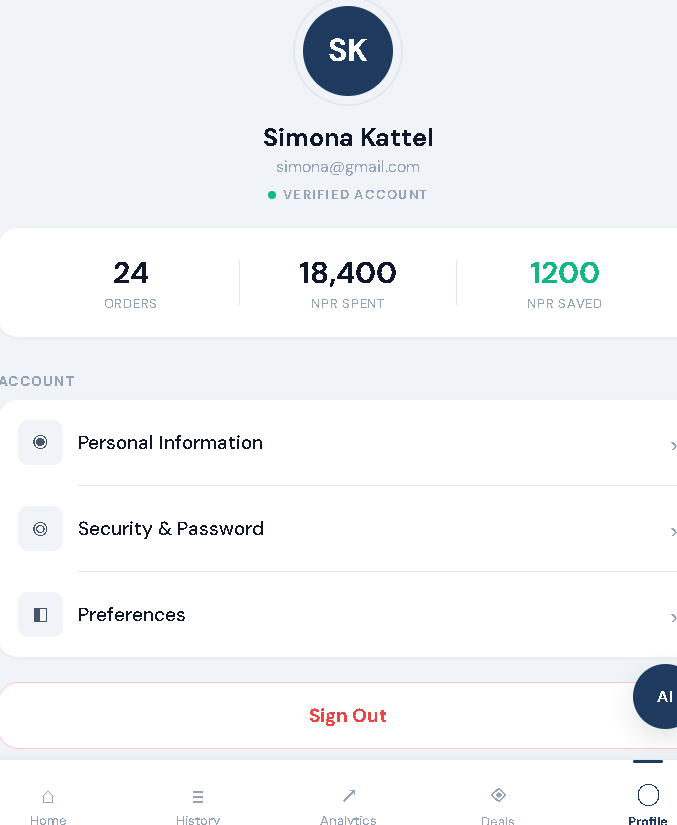 SK
Simona Kattel
simona@gmail.com
VERIFIED ACCOUNT
24 18,400 1200
ORDERS NPR SPENT NPR SAVED
ACCOUNT
Personal Information
Security & Password
Preferences
AI
Sign Out
Home History Analytics Deals Profile